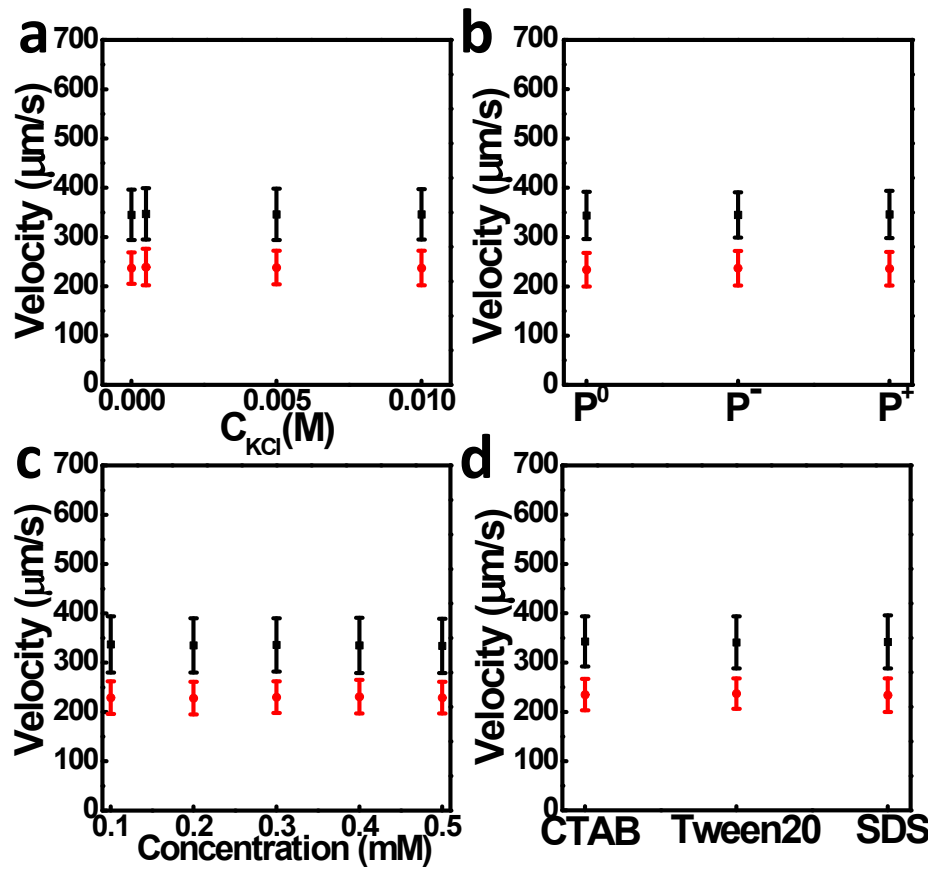 a
700
600
500
400
300
200
100
0
Velocity (μm/s)
0.000 0.005 0.010
C_KCl(M)
b
700
600
500
400
300
200
100
0
Velocity (μm/s)
P⁰ P⁻ P⁺
c
700
600
500
400
300
200
100
0
Velocity (μm/s)
0.1 0.2 0.3 0.4 0.5
Concentration (mM)
d
700
600
500
400
300
200
100
0
Velocity (μm/s)
CTAB Tween20 SDS